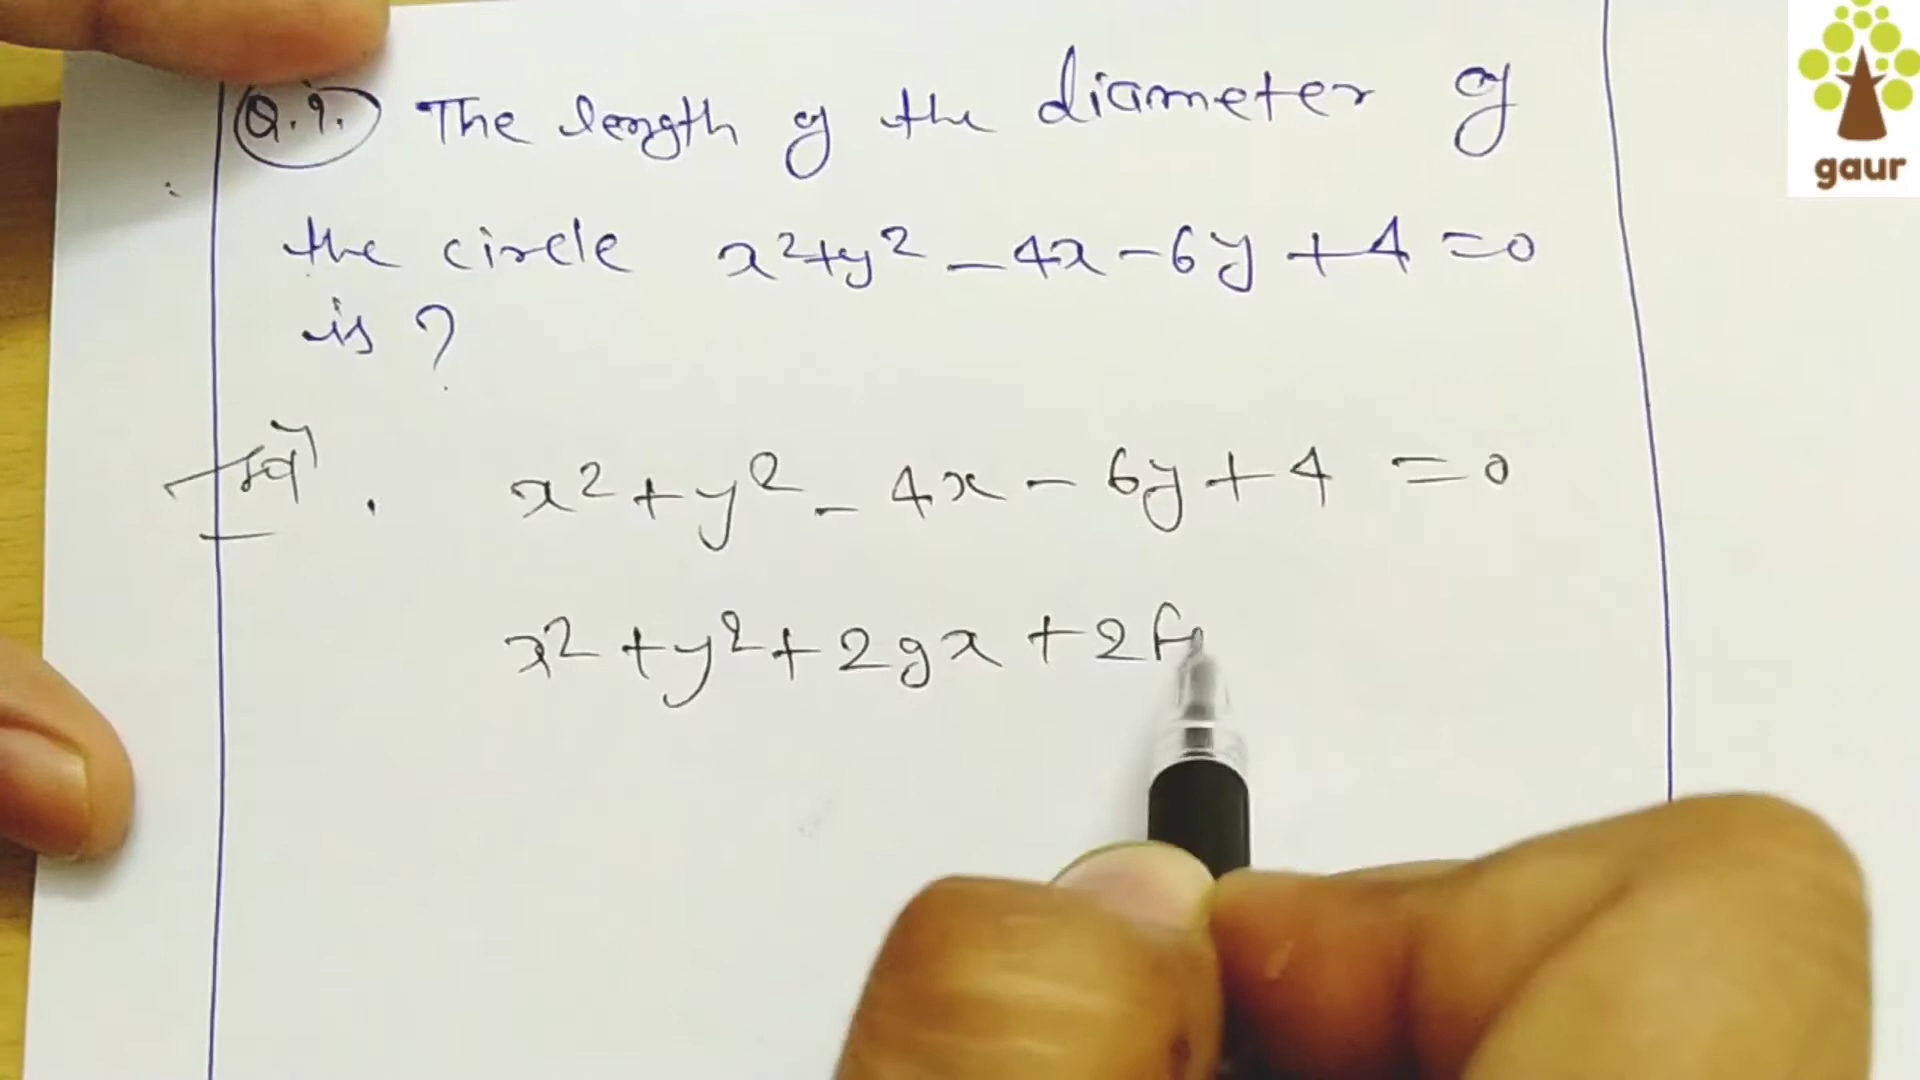 Q.9. The length of the diameter of
the circle x²+y² - 4x - 6y + 4 = 0
is ?
x² + y² - 4x - 6y + 4 = 0
x² + y² + 2gx + 2f
gaur